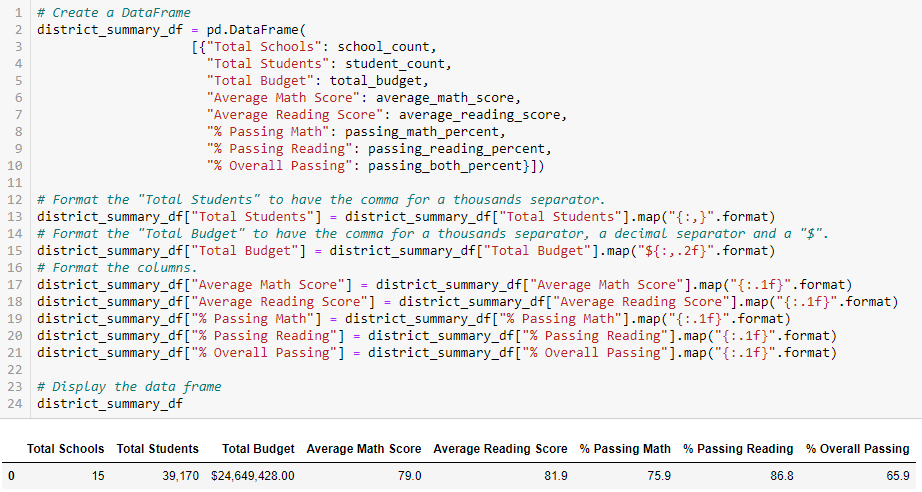 1 # Create a DataFrame
2 district_summary_df = pd.DataFrame(
3 [{"Total Schools": school_count,
4 "Total Students": student_count,
5 "Total Budget": total_budget,
6 "Average Math Score": average_math_score,
7 "Average Reading Score": average_reading_score,
8 "% Passing Math": passing_math_percent,
9 "% Passing Reading": passing_reading_percent,
10 "% Overall Passing": passing_both_percent}])
11
12 # Format the "Total Students" to have the comma for a thousands separator.
13 district_summary_df["Total Students"] = district_summary_df["Total Students"].map("{:,}".format)
14 # Format the "Total Budget" to have the comma for a thousands separator, a decimal separator and a "$".
15 district_summary_df["Total Budget"] = district_summary_df["Total Budget"].map("${:,.2f}".format)
16 # Format the columns.
17 district_summary_df["Average Math Score"] = district_summary_df["Average Math Score"].map("{:.1f}".format)
18 district_summary_df["Average Reading Score"] = district_summary_df["Average Reading Score"].map("{:.1f}".format)
19 district_summary_df["% Passing Math"] = district_summary_df["% Passing Math"].map("{:.1f}".format)
20 district_summary_df["% Passing Reading"] = district_summary_df["% Passing Reading"].map("{:.1f}".format)
21 district_summary_df["% Overall Passing"] = district_summary_df["% Overall Passing"].map("{:.1f}".format)
22
23 # Display the data frame
24 district_summary_df
Total Schools Total Students Total Budget Average Math Score Average Reading Score % Passing Math % Passing Reading % Overall Passing
0 15 39,170 $24,649,428.00 79.0 81.9 75.9 86.8 65.9